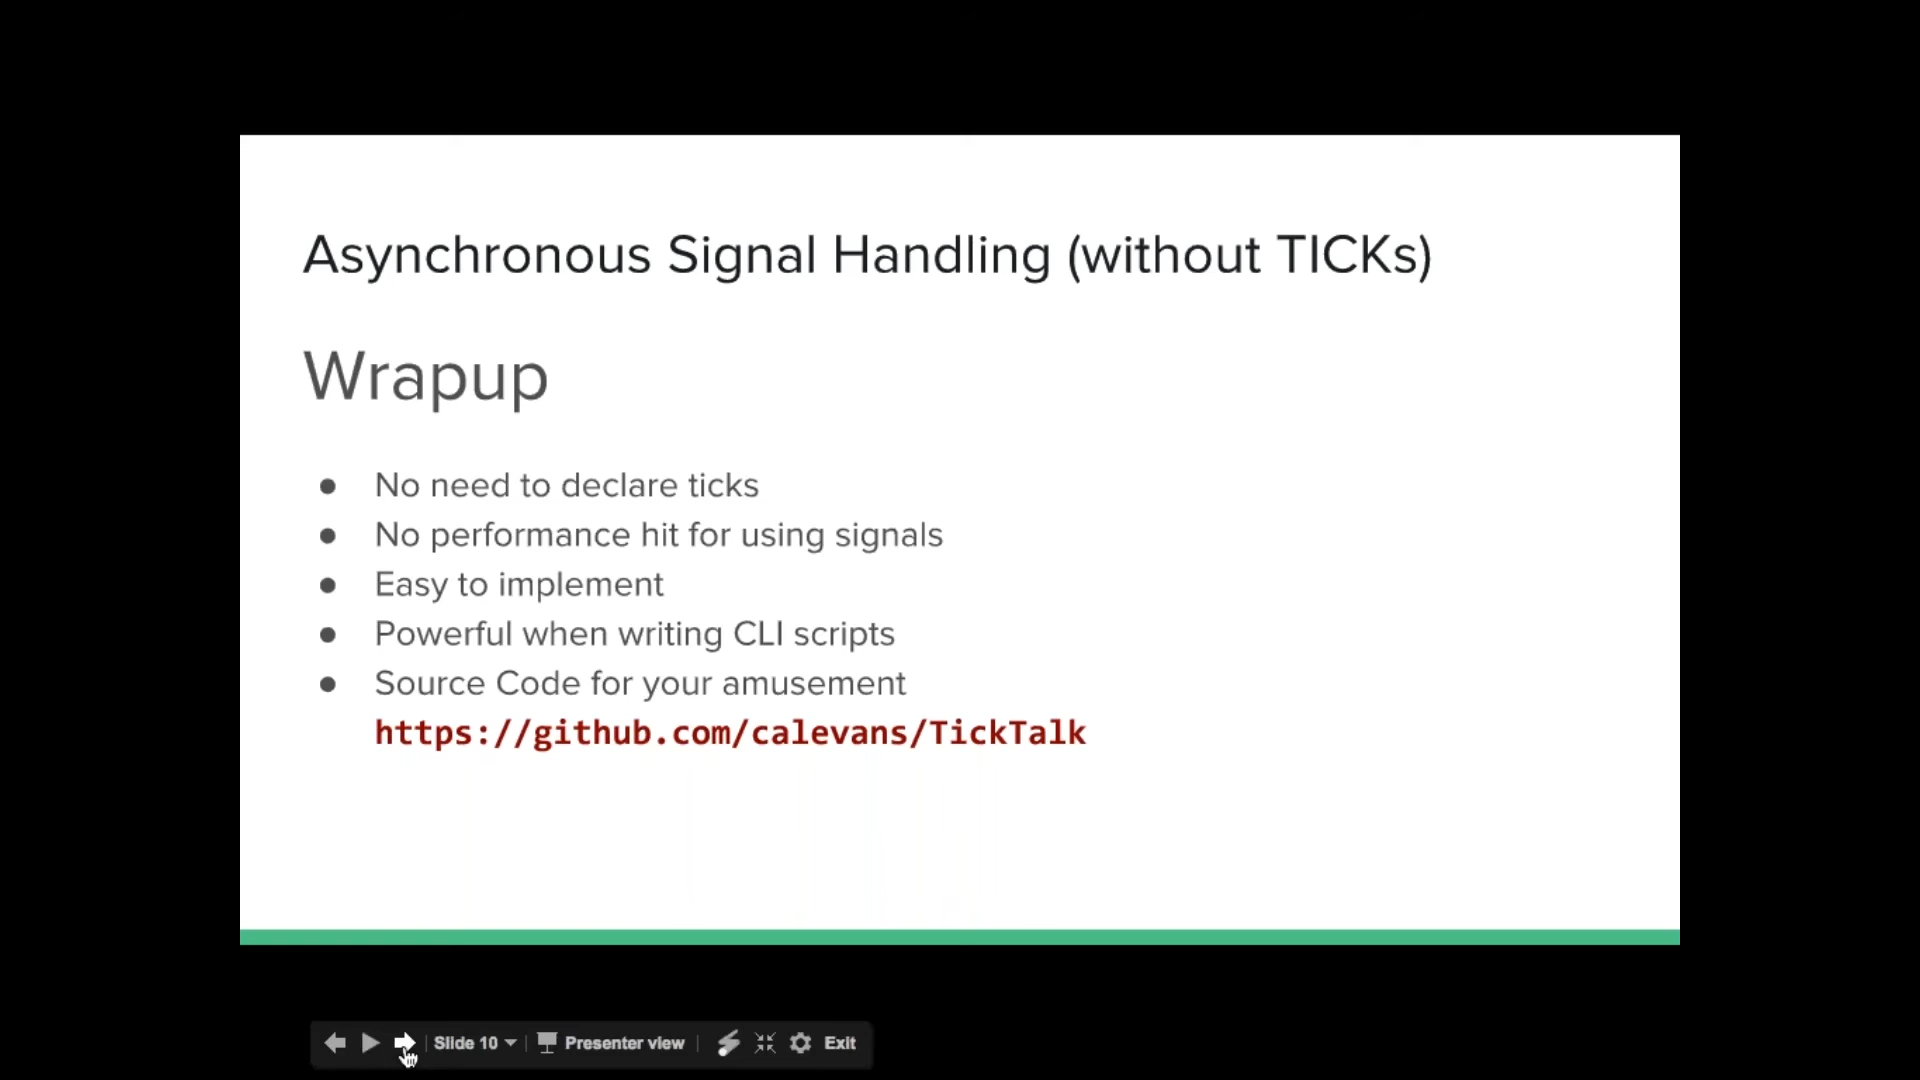 Asynchronous Signal Handling (without TICKs)
Wrapup
● No need to declare ticks
● No performance hit for using signals
● Easy to implement
● Powerful when writing CLI scripts
● Source Code for your amusement
https://github.com/calevans/TickTalk
Slide 10 Presenter view Exit